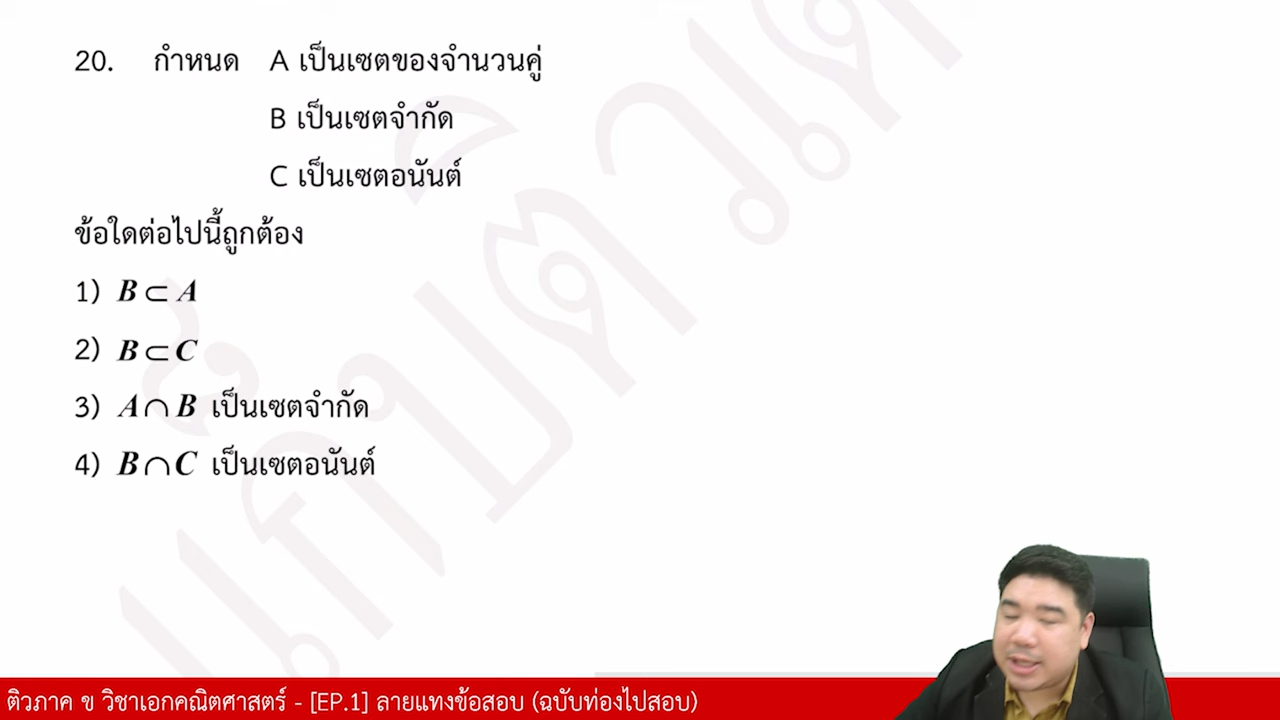 20. กำหนด A เป็นเซตของจำนวนคู่
B เป็นเซตจำกัด
C เป็นเซตอนันต์
ข้อใดต่อไปนี้ถูกต้อง
1) B ⊂ A
2) B ⊂ C
3) A ∩ B เป็นเซตจำกัด
4) B ∩ C เป็นเซตอนันต์
ติวภาค ข วิชาเอกคณิตศาสตร์ - [EP.1] ลายแทงข้อสอบ (ฉบับท่องไปสอบ)